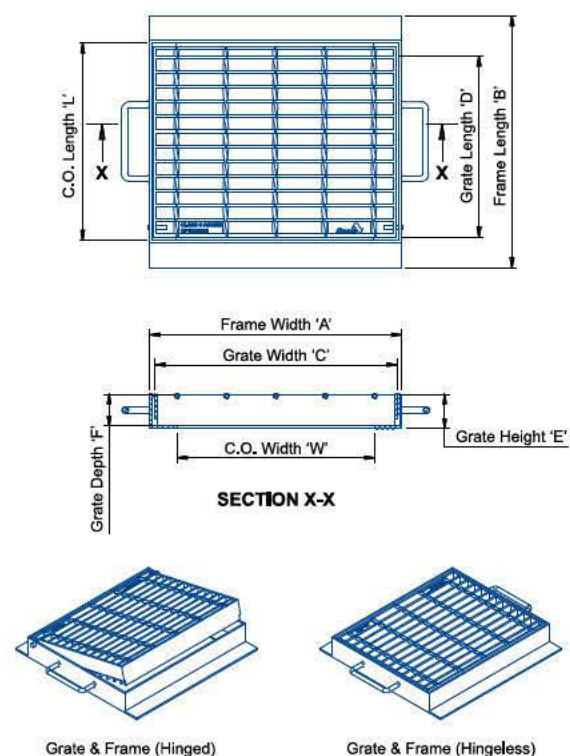 C.O. Length 'L'
X
X
Grate Length 'D'
Frame Length 'B'
Frame Width 'A'
Grate Width 'C'
C.O. Width 'W'
Grate Depth 'F'
Grate Height 'E'
SECTION X-X
Grate & Frame (Hinged)
Grate & Frame (Hingeless)